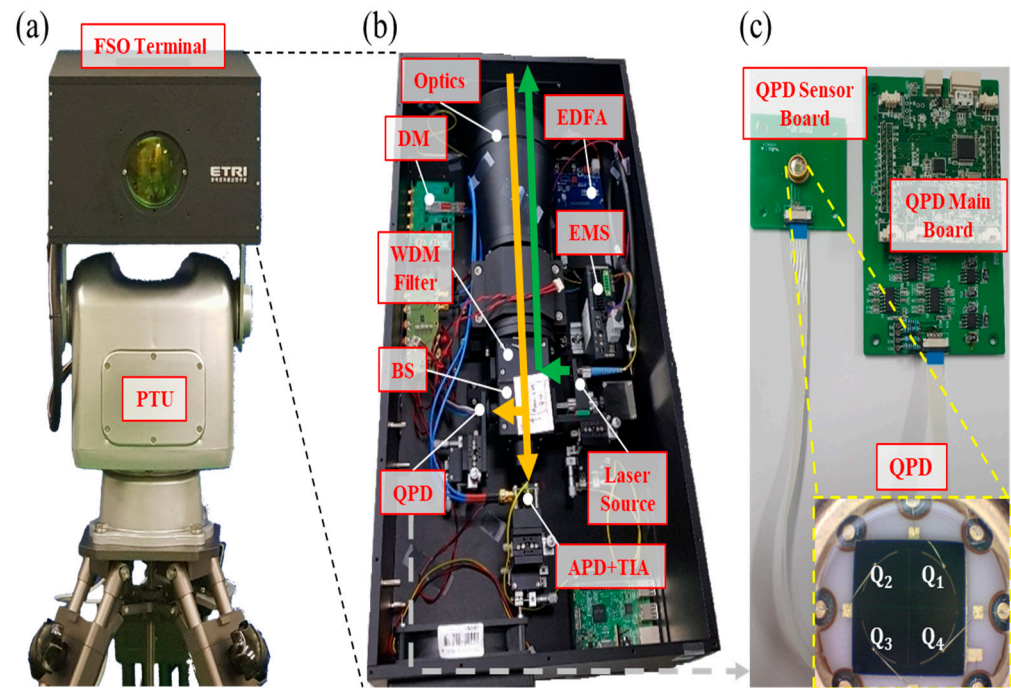 (a)
FSO Terminal
ETRI
PTU
(b)
Optics
DM
EDFA
EMS
WDM
Filter
BS
QPD
Laser
Source
APD+TIA
(c)
QPD Sensor
Board
QPD Main
Board
QPD
Q2
Q1
Q3
Q4